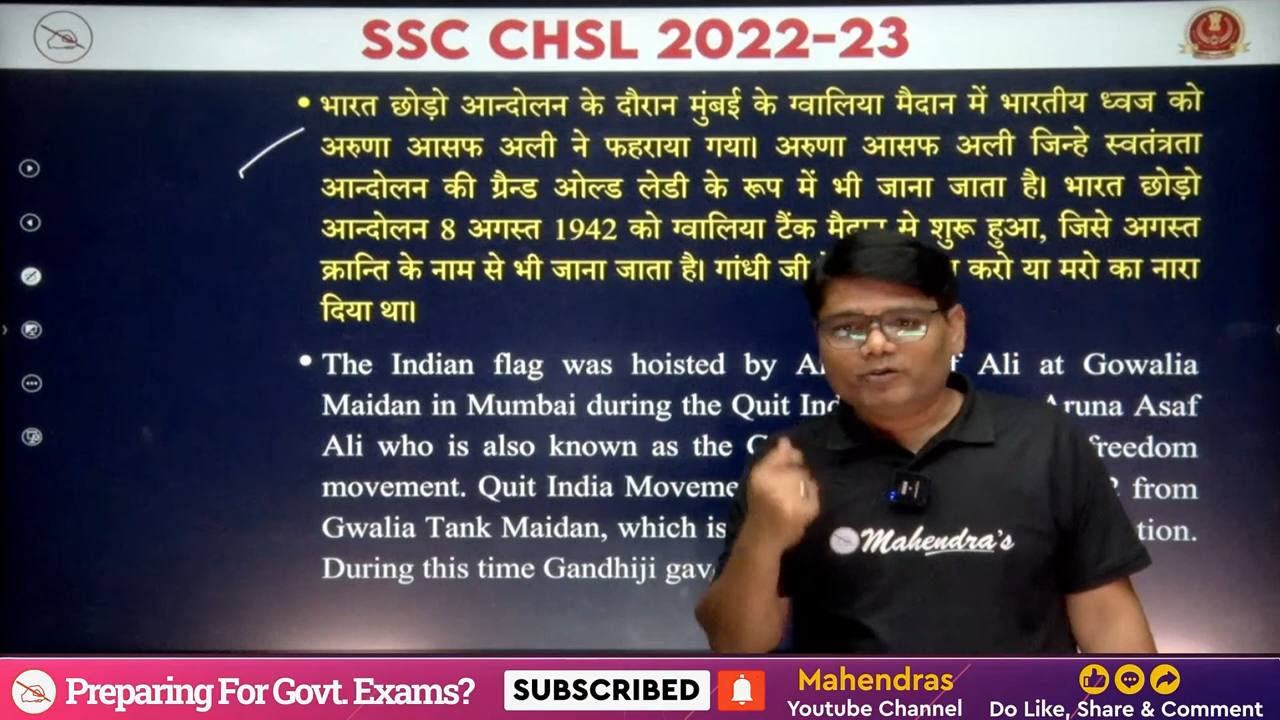 SSC CHSL 2022-23
• भारत छोड़ो आन्दोलन के दौरान मुंबई के ग्वालिया मैदान में भारतीय ध्वज को
अरुणा आसफ अली ने फहराया गया। अरुणा आसफ अली जिन्हे स्वतंत्रता
आन्दोलन की ग्रैन्ड ओल्ड लेडी के रूप में भी जाना जाता है। भारत छोड़ो
आन्दोलन 8 अगस्त 1942 को ग्वालिया टैंक मैदान से शुरू हुआ, जिसे अगस्त
क्रान्ति के नाम से भी जाना जाता है। गांधी जी करो या मरो का नारा
दिया था।
• The Indian flag was hoisted by Ali at Gowalia
Maidan in Mumbai during the Quit Aruna Asaf
Ali who is also known as the freedom
movement. Quit India from
Gwalia Tank Maidan, which is
During this time Gandhiji
Mahendra's
Preparing For Govt. Exams?
SUBSCRIBED
Mahendras
Youtube Channel
Do Like, Share & Comment